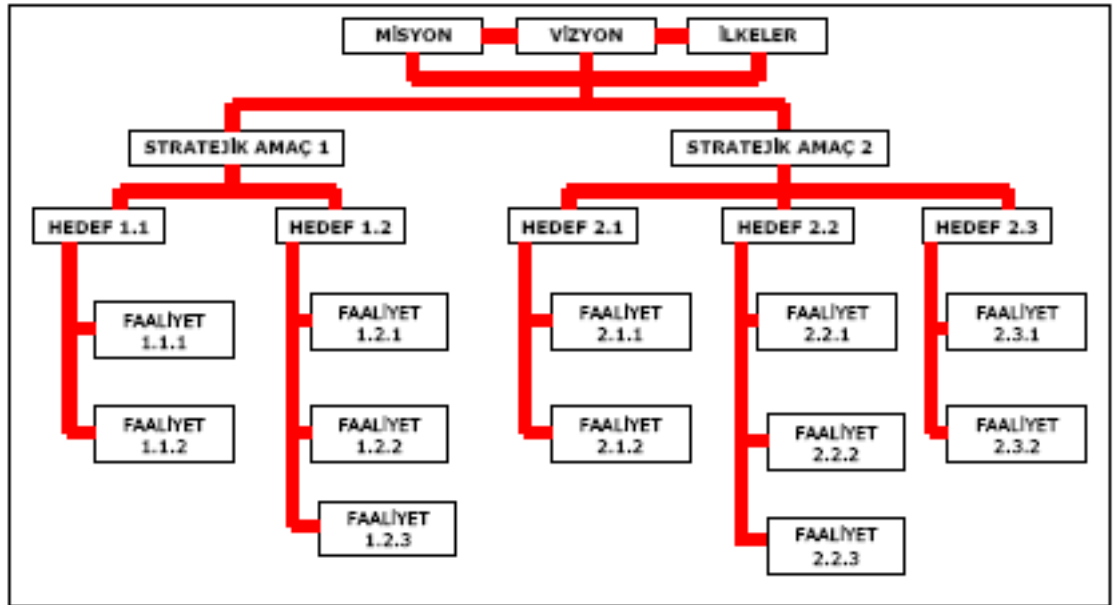 MİSYON
VİZYON
İLKELER
STRATEJİK AMAÇ 1
STRATEJİK AMAÇ 2
HEDEF 1.1
HEDEF 1.2
HEDEF 2.1
HEDEF 2.2
HEDEF 2.3
FAALİYET
1.1.1
FAALİYET
1.2.1
FAALİYET
2.1.1
FAALİYET
2.2.1
FAALİYET
2.3.1
FAALİYET
1.1.2
FAALİYET
1.2.2
FAALİYET
2.1.2
FAALİYET
2.2.2
FAALİYET
2.3.2
FAALİYET
1.2.3
FAALİYET
2.2.3